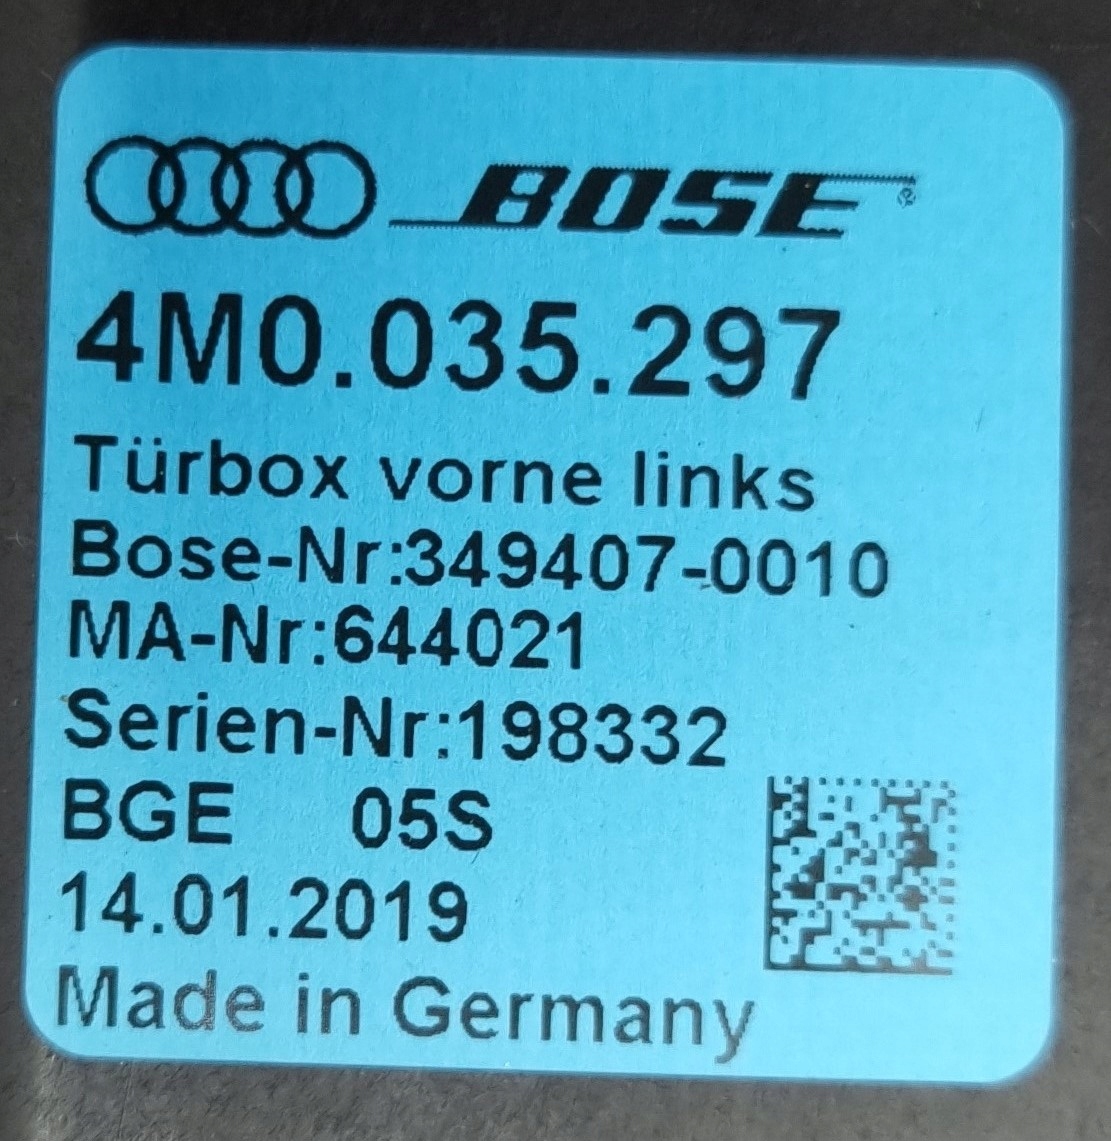 BOSE®
4M0.035.297
Türbox vorne links
Bose-Nr:349407-0010
MA-Nr:644021
Serien-Nr:198332
BGE 05S
14.01.2019
Made in Germany